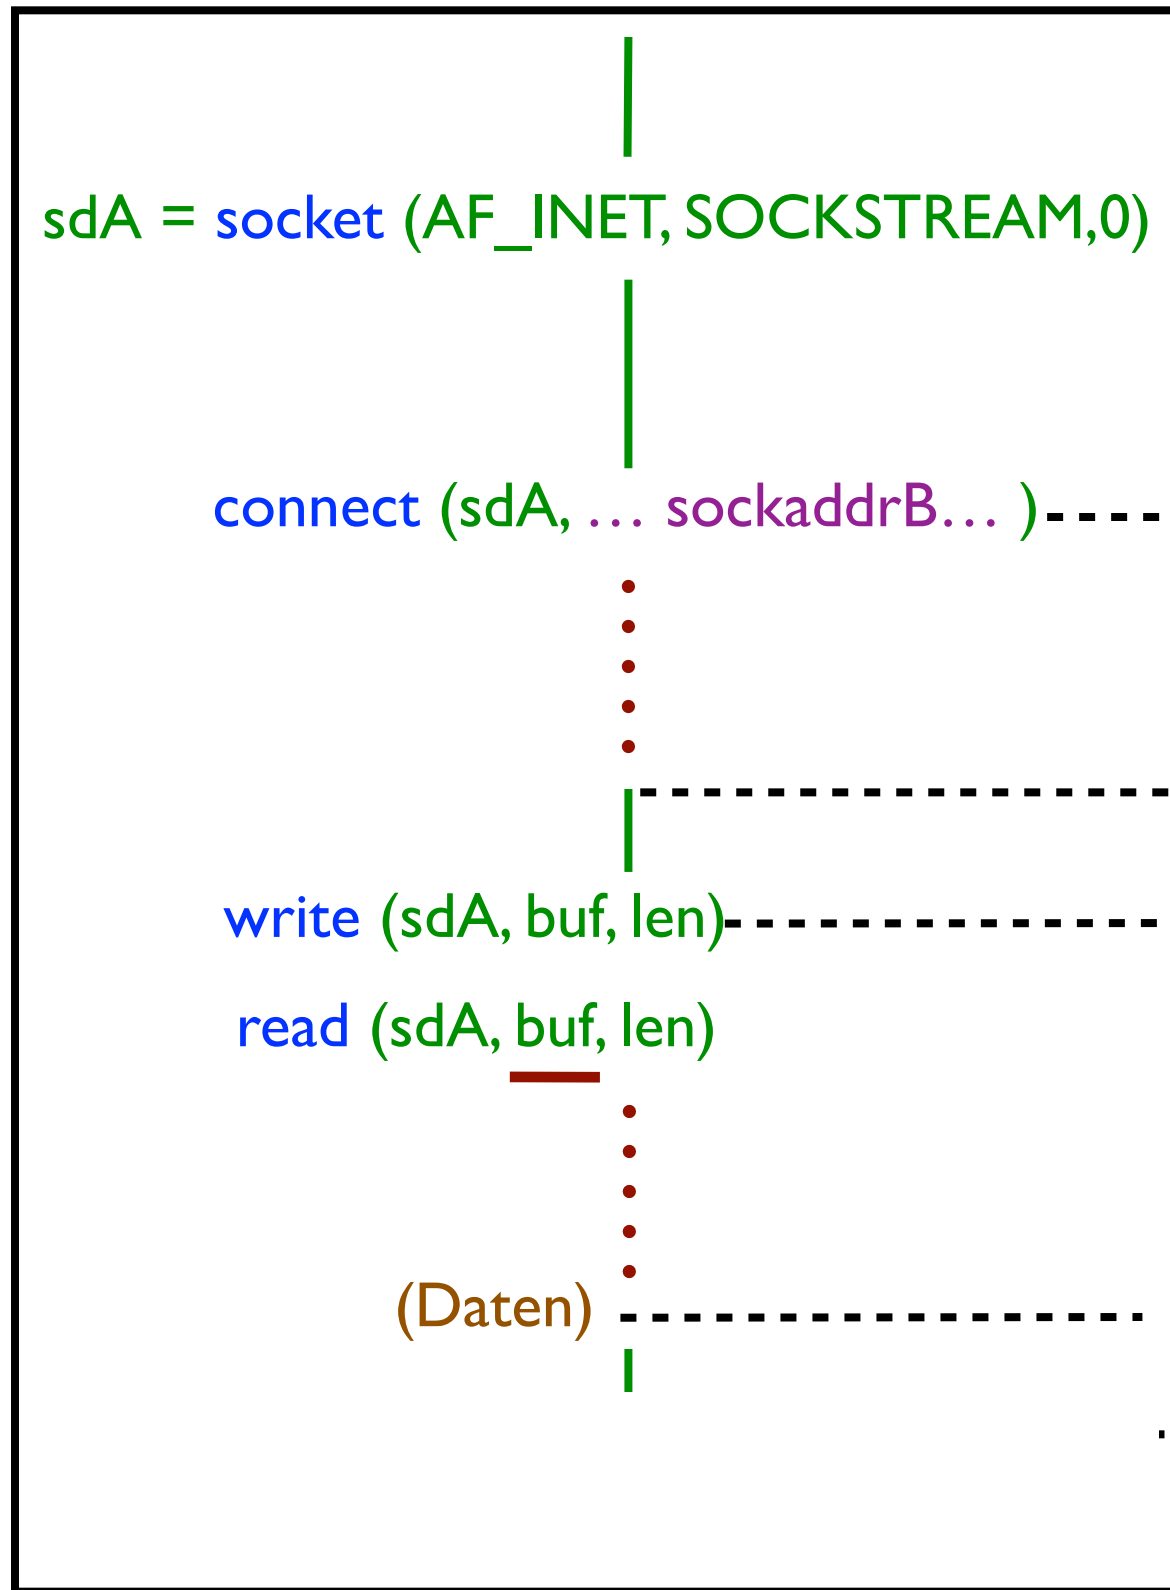 sdA = socket (AF_INET, SOCKSTREAM,0)
connect (sdA, … sockaddrB… )
write (sdA, buf, len)
read (sdA, buf, len)
(Daten)